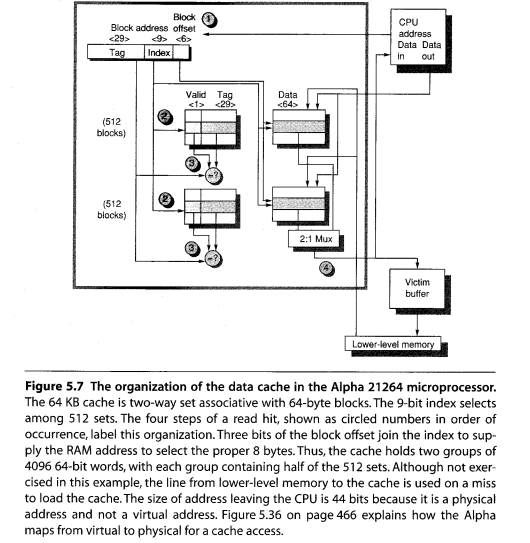 Block address
Block offset
<29>
<9>
<6>
Tag
Index
1
CPU address
Data in
Data out
Valid
<1>
Tag
<29>
Data
<64>
(512 blocks)
2
3
=?
(512 blocks)
2
3
=?
2:1 Mux
4
Victim buffer
Lower-level memory
Figure 5.7 The organization of the data cache in the Alpha 21264 microprocessor.
The 64 KB cache is two-way set associative with 64-byte blocks. The 9-bit index selects
among 512 sets. The four steps of a read hit, shown as circled numbers in order of
occurrence, label this organization. Three bits of the block offset join the index to sup-
ply the RAM address to select the proper 8 bytes. Thus, the cache holds two groups of
4096 64-bit words, with each group containing half of the 512 sets. Although not exer-
cised in this example, the line from lower-level memory to the cache is used on a miss
to load the cache. The size of address leaving the CPU is 44 bits because it is a physical
address and not a virtual address. Figure 5.36 on page 466 explains how the Alpha
maps from virtual to physical for a cache access.